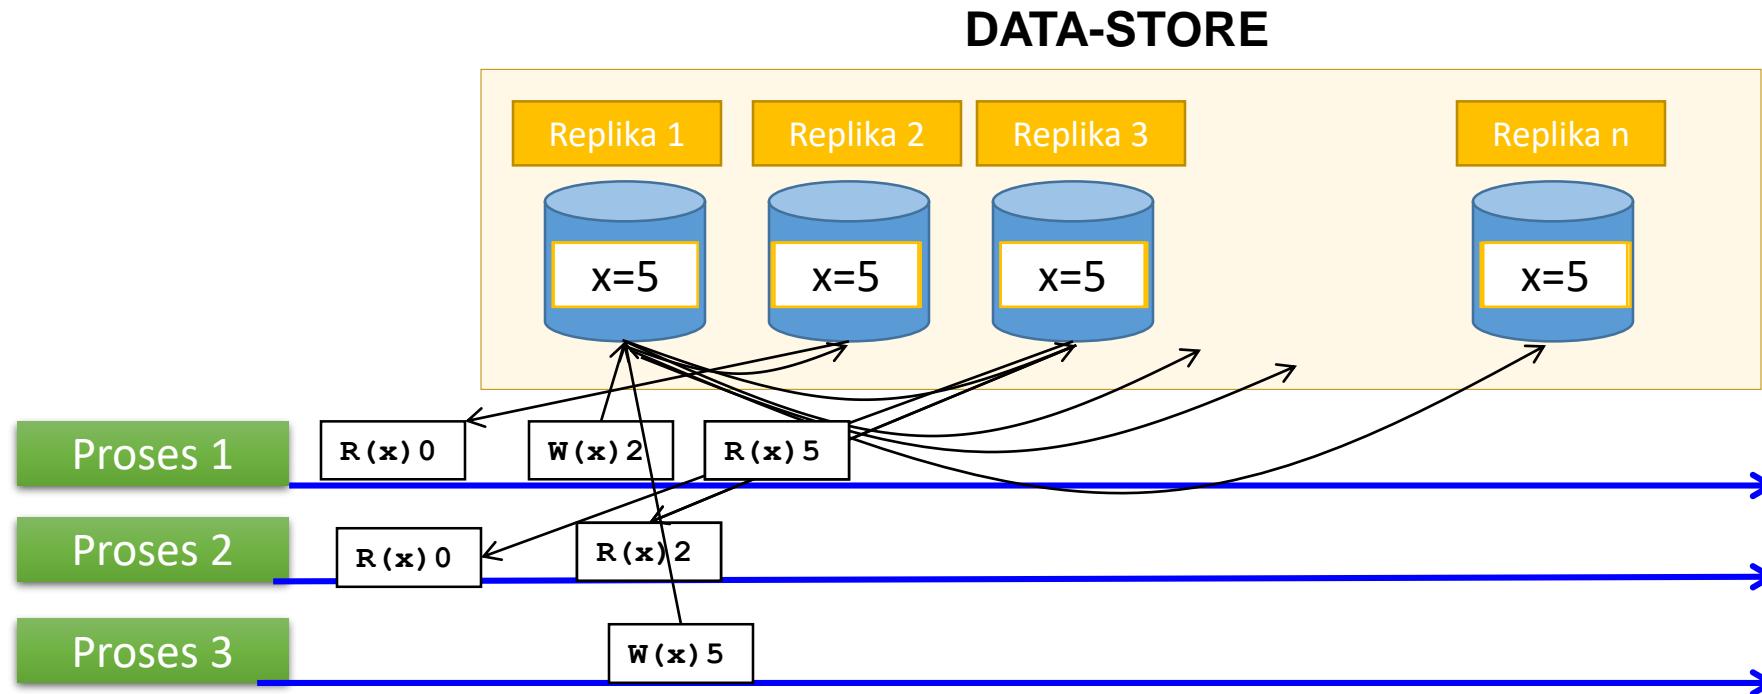 DATA-STORE
Replika 1
Replika 2
Replika 3
Replika n
x=5
x=5
x=5
x=5
Proses 1
R(x)0
W(x)2
R(x)5
Proses 2
R(x)0
R(x)2
Proses 3
W(x)5